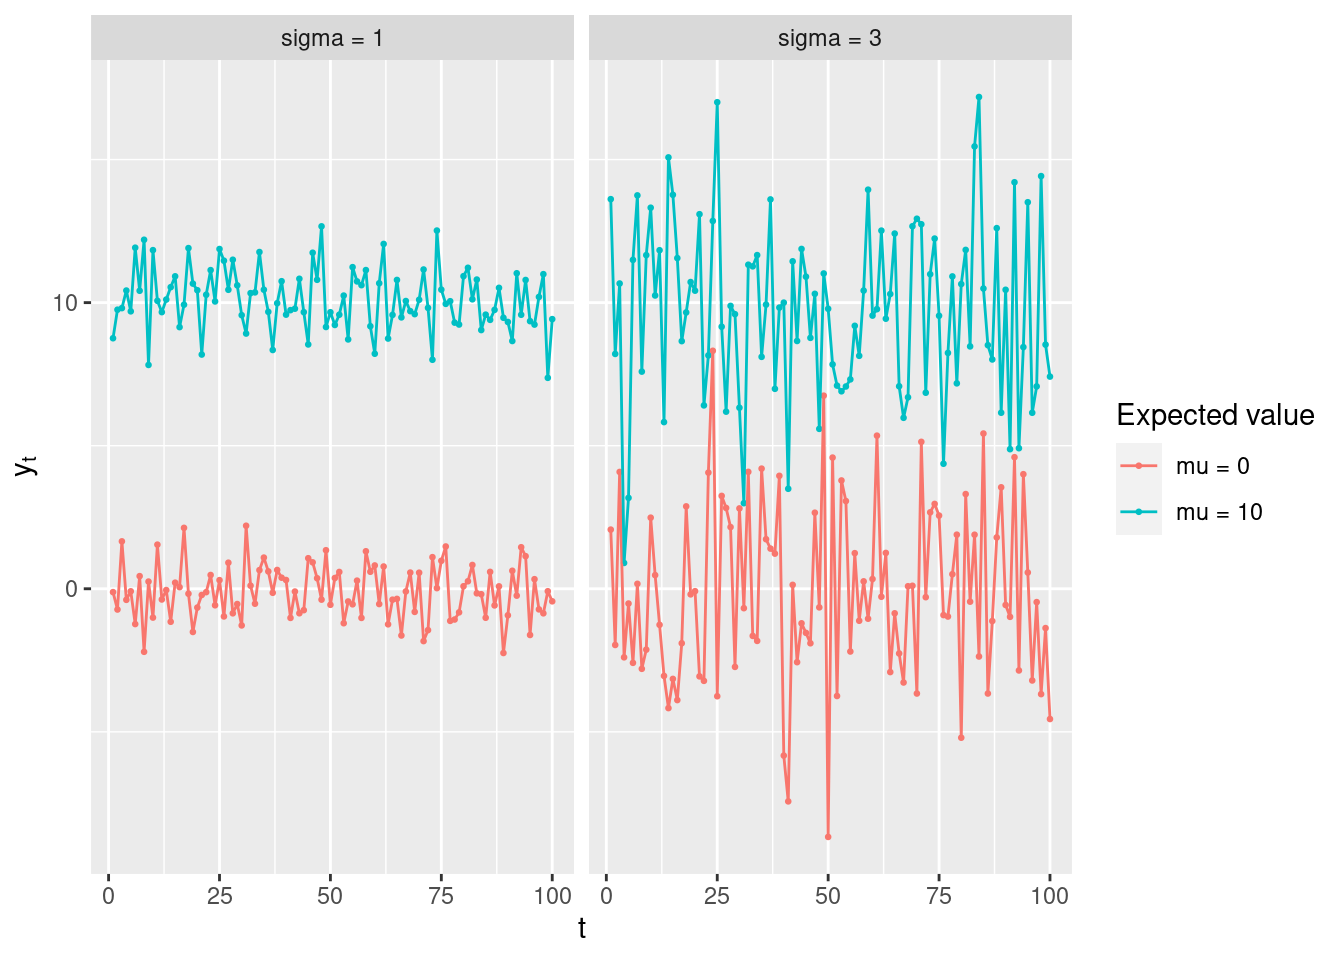 sigma = 1
sigma = 3
10
0
y_t
0 25 50 75 100
0 25 50 75 100
t
Expected value
mu = 0
mu = 10